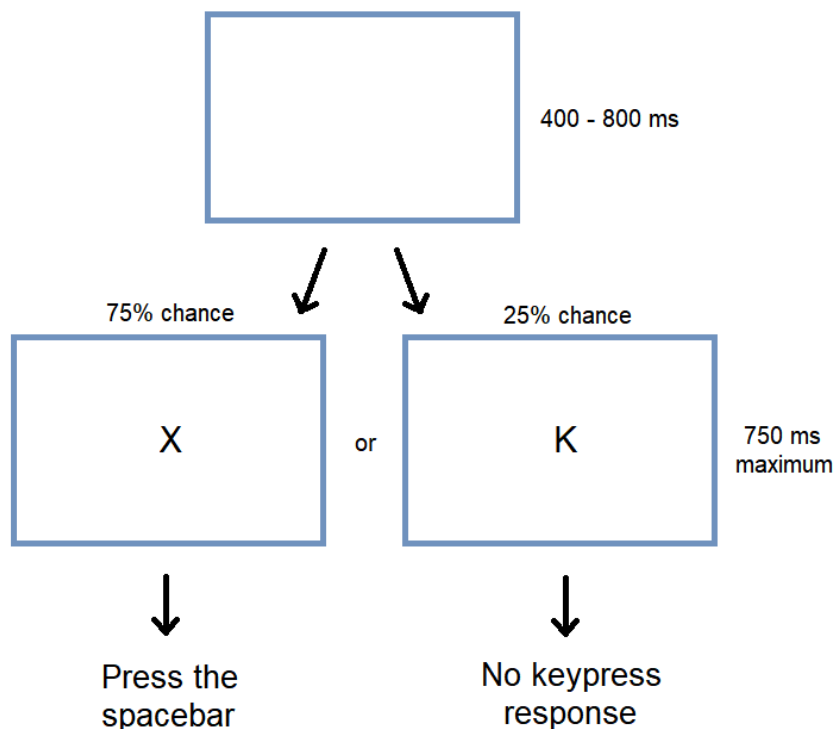 400 - 800 ms
75% chance
25% chance
X
or
K
750 ms
maximum
Press the
spacebar
No keypress
response